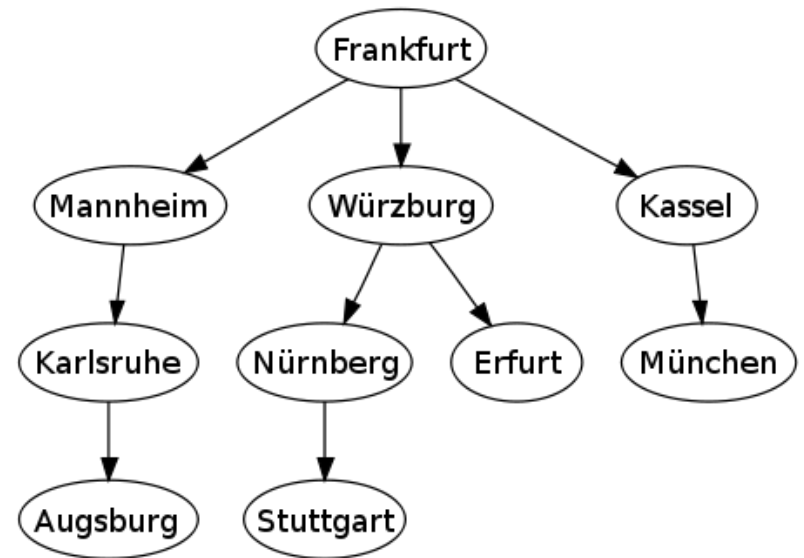 Frankfurt
Mannheim
Würzburg
Kassel
Karlsruhe
Nürnberg
Erfurt
München
Augsburg
Stuttgart